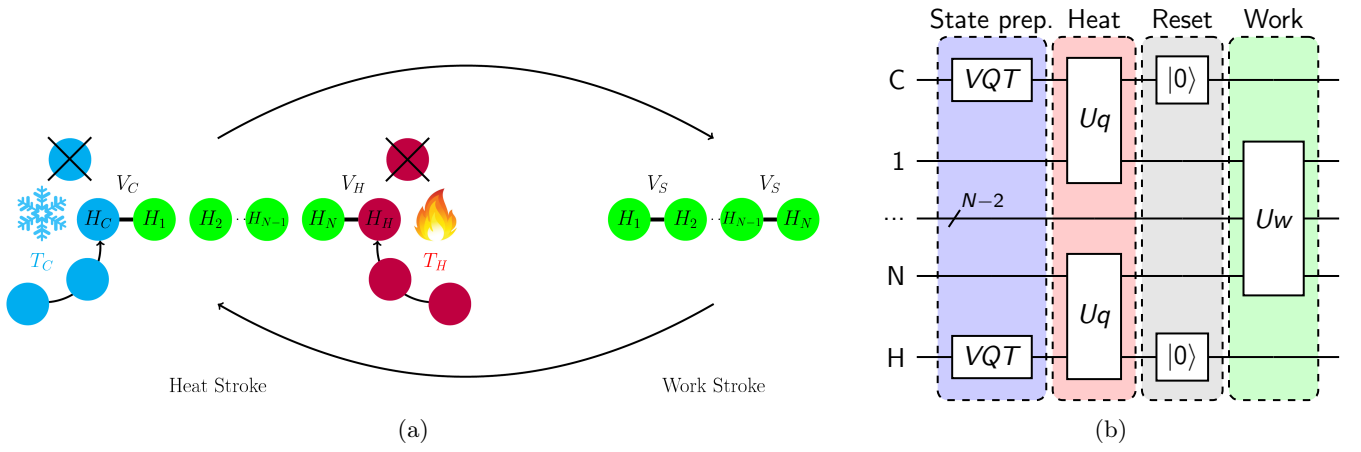 V_C
V_H
H_C H_1 H_2 ·· H_{N−1} H_N H_H
T_C
T_H
V_S V_S
H_1 H_2 ·· H_{N−1} H_N
Heat Stroke
Work Stroke
(a)
State prep. Heat Reset Work
C VQT Uq |0⟩
1
... N−2 Uw
N Uq
H VQT |0⟩
(b)